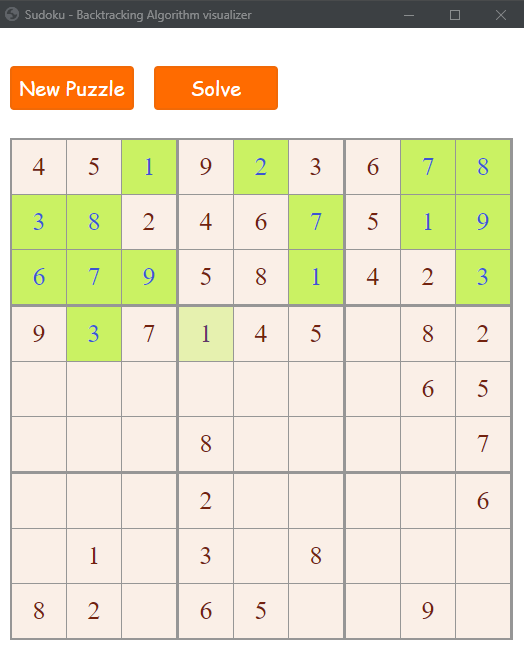 Sudoku - Backtracking Algorithm visualizer
New Puzzle Solve
4 5 1 9 2 3 6 7 8
3 8 2 4 6 7 5 1 9
6 7 9 5 8 1 4 2 3
9 3 7 1 4 5 8 2
6 5
8 7
2 6
1 3 8
8 2 6 5 9